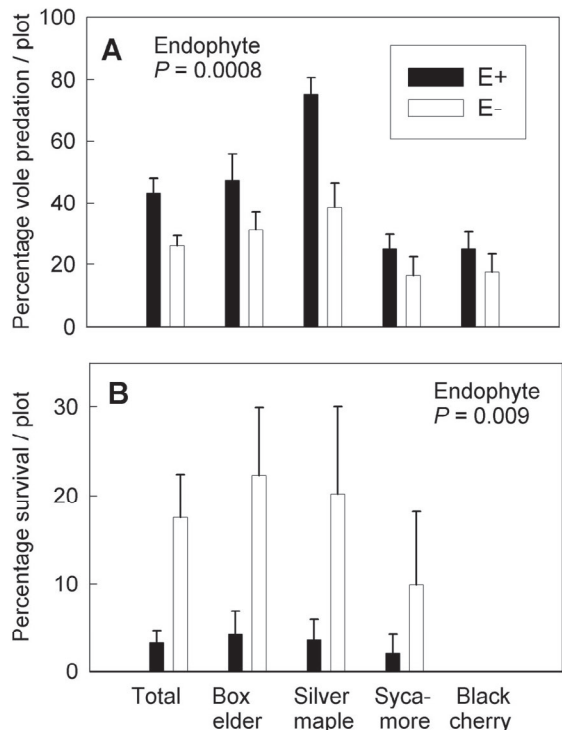 100
80
60
40
20
0
Percentage vole predation / plot
A
Endophyte
P = 0.0008
E+
E−
30
20
10
0
Percentage survival / plot
B
Endophyte
P = 0.009
Total
Box
elder
Silver
maple
Syca-
more
Black
cherry